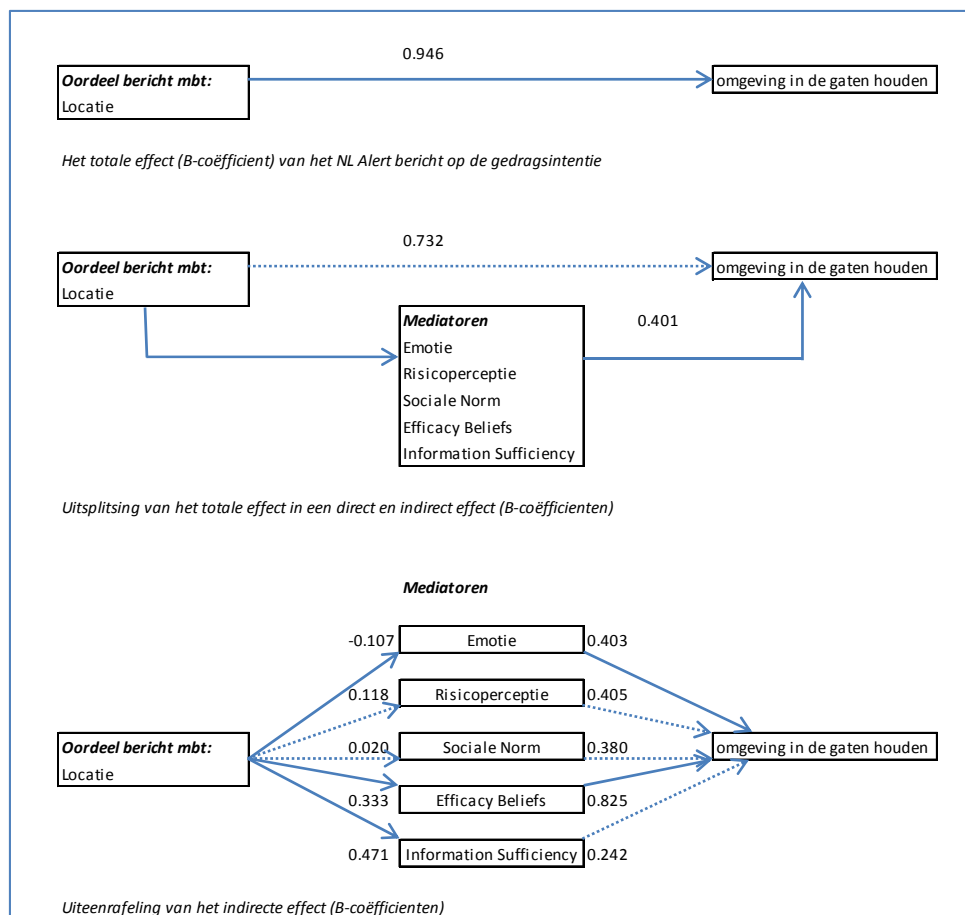 0.946
Oordeel bericht mbt:
omgeving in de gaten houden
Locatie
Het totale effect (B-coëfficient) van het NL Alert bericht op de gedragsintentie
0.732
Oordeel bericht mbt:
omgeving in de gaten houden
Locatie
Mediatoren
0.401
Emotie
Risicoperceptie
Sociale Norm
Efficacy Beliefs
Information Sufficiency
Uitsplitsing van het totale effect in een direct en indirect effect (B-coëfficienten)
Mediatoren
-0.107 Emotie 0.403
0.118 Risicoperceptie 0.405
Oordeel bericht mbt:
0.020 Sociale Norm 0.380
omgeving in de gaten houden
Locatie
0.333 Efficacy Beliefs 0.825
0.471 Information Sufficiency 0.242
Uiteenrafeling van het indirecte effect (B-coëfficienten)